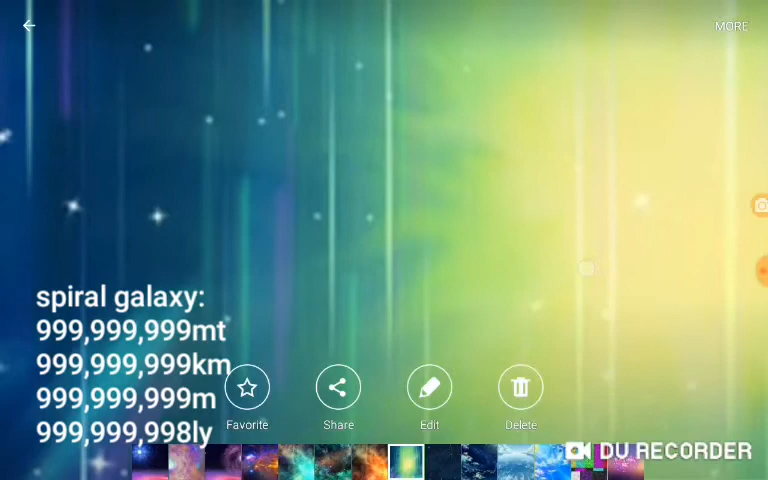 MORE
spiral galaxy:
999,999,999mt
999,999,999km
999,999,999m
999,999,998ly
Favorite
Share
Edit
Delete
DU RECORDER